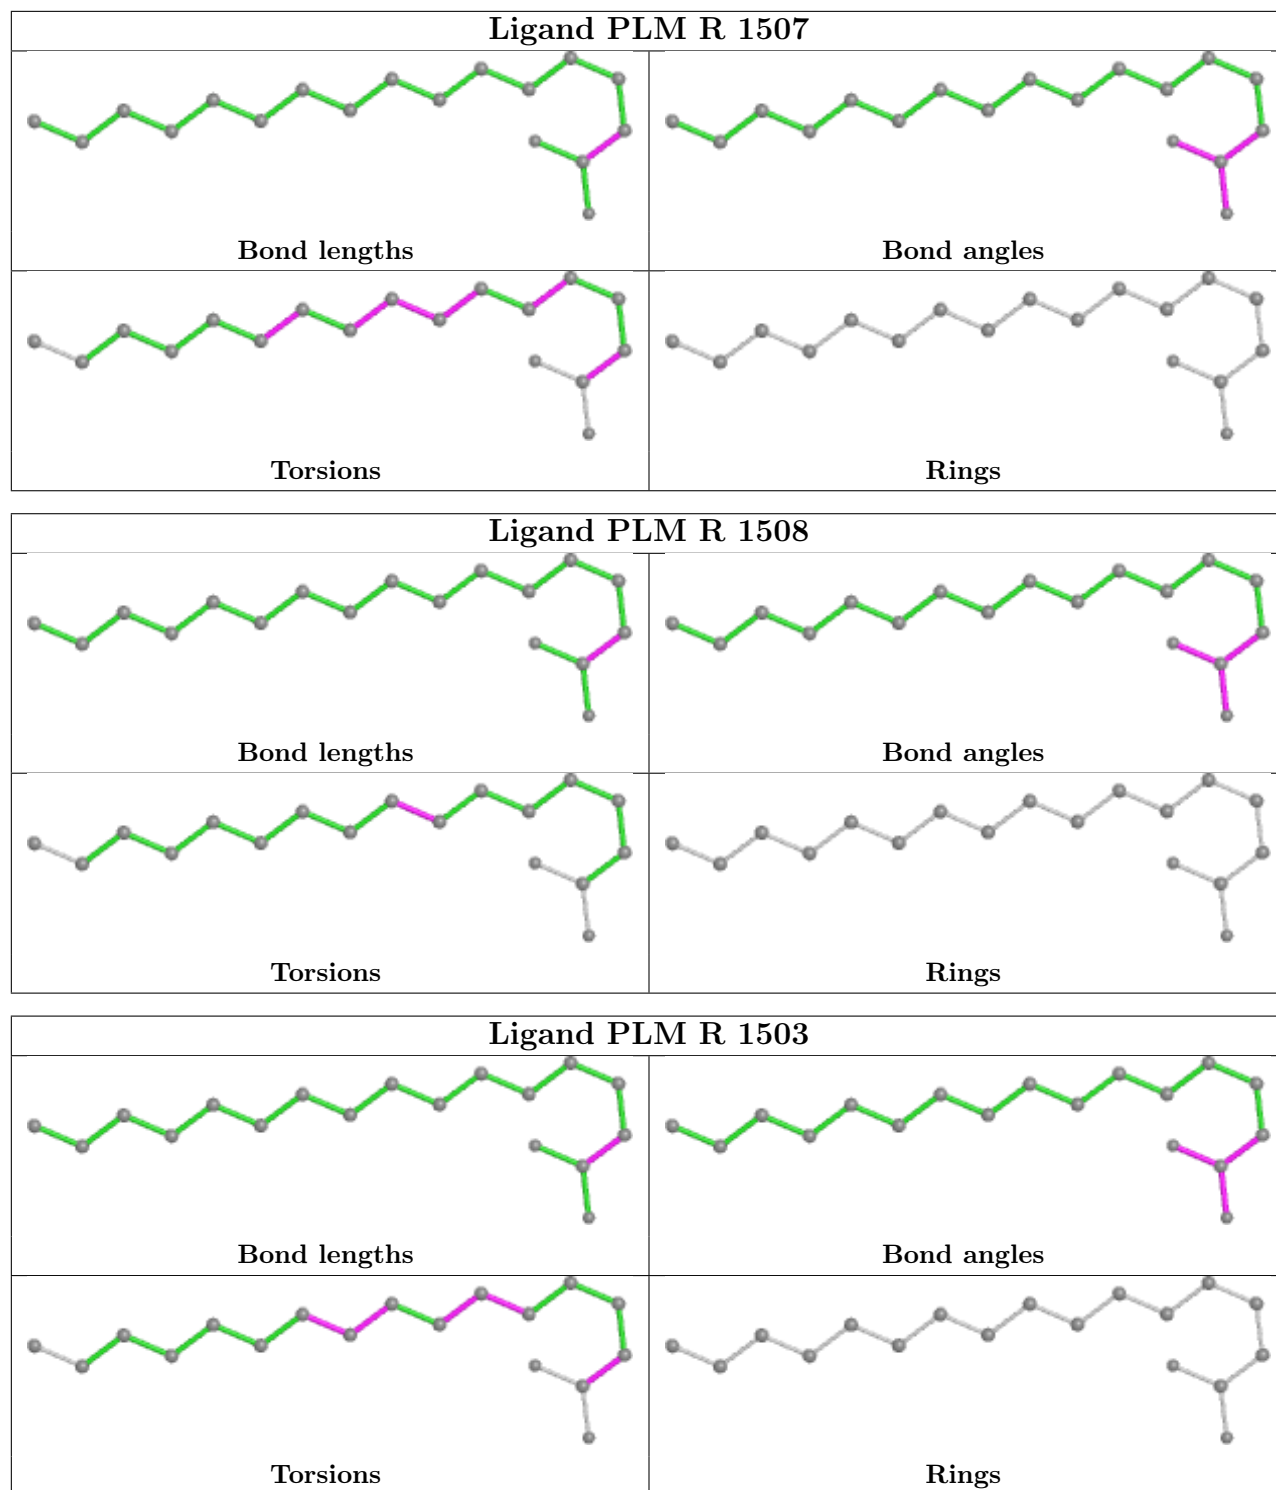 Ligand PLM R 1507
Bond lengths
Bond angles
Torsions
Rings
Ligand PLM R 1508
Bond lengths
Bond angles
Torsions
Rings
Ligand PLM R 1503
Bond lengths
Bond angles
Torsions
Rings